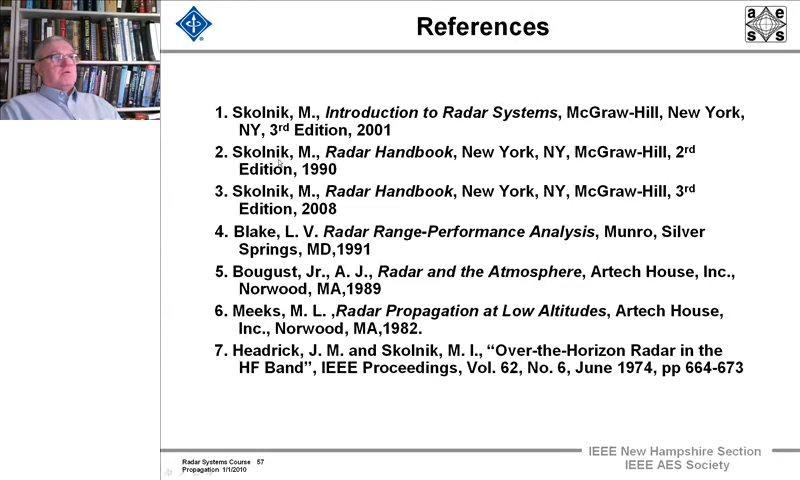 References
a e
s s
1. Skolnik, M., Introduction to Radar Systems, McGraw-Hill, New York,
NY, 3rd Edition, 2001
2. Skolnik, M., Radar Handbook, New York, NY, McGraw-Hill, 2rd
Edition, 1990
3. Skolnik, M., Radar Handbook, New York, NY, McGraw-Hill, 3rd
Edition, 2008
4. Blake, L. V. Radar Range-Performance Analysis, Munro, Silver
Springs, MD,1991
5. Bougust, Jr., A. J., Radar and the Atmosphere, Artech House, Inc.,
Norwood, MA,1989
6. Meeks, M. L. ,Radar Propagation at Low Altitudes, Artech House,
Inc., Norwood, MA,1982.
7. Headrick, J. M. and Skolnik, M. I., “Over-the-Horizon Radar in the
HF Band”, IEEE Proceedings, Vol. 62, No. 6, June 1974, pp 664-673
Radar Systems Course 57
Propagation 1/1/2010
IEEE New Hampshire Section
IEEE AES Society